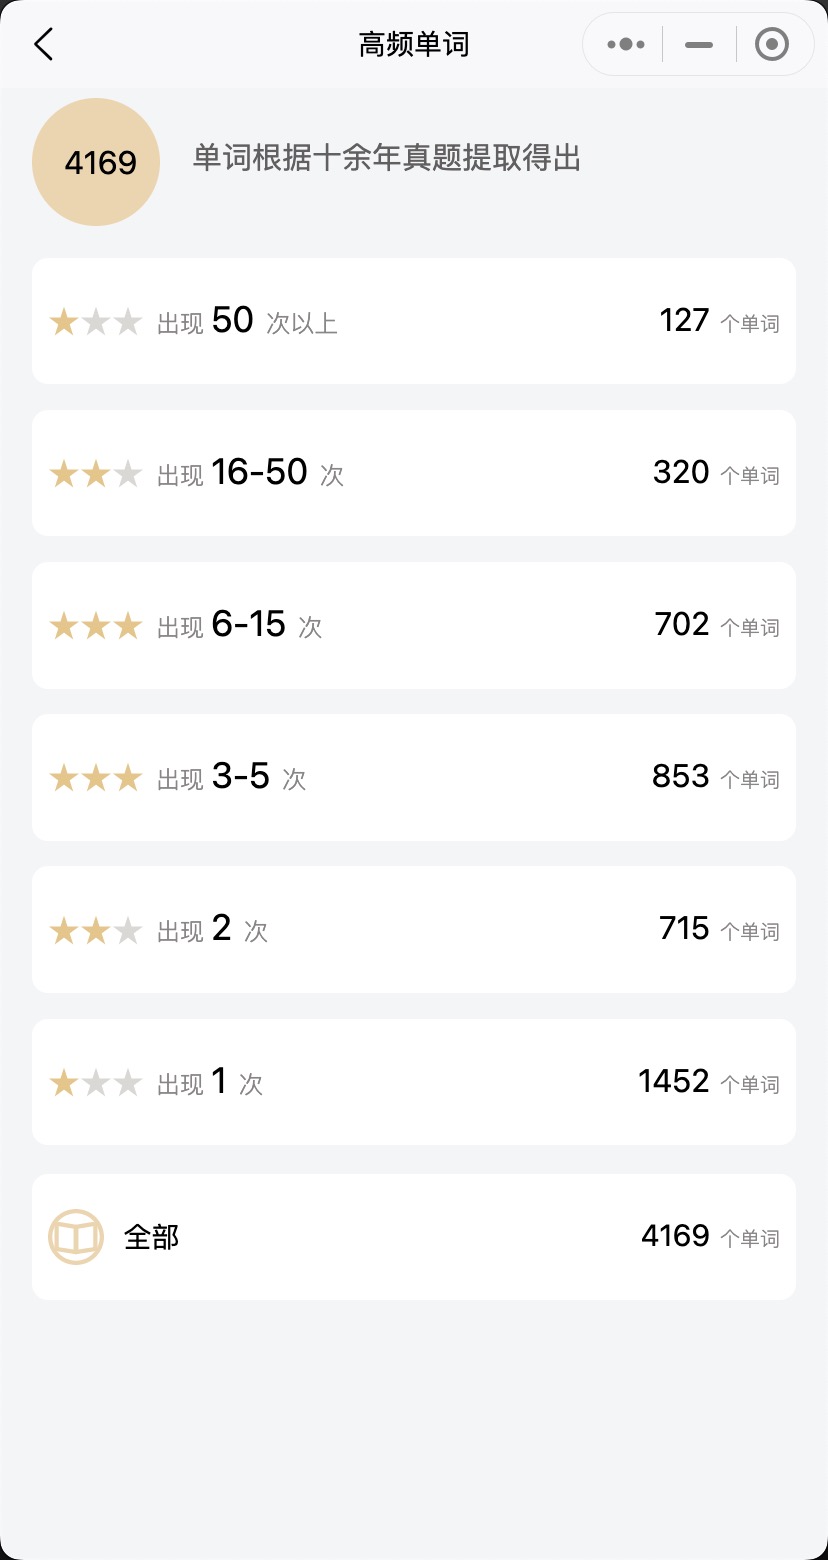 高频单词
4169 单词根据十余年真题提取得出
出现 50 次以上 127 个单词
出现 16-50 次 320 个单词
出现 6-15 次 702 个单词
出现 3-5 次 853 个单词
出现 2 次 715 个单词
出现 1 次 1452 个单词
全部 4169 个单词